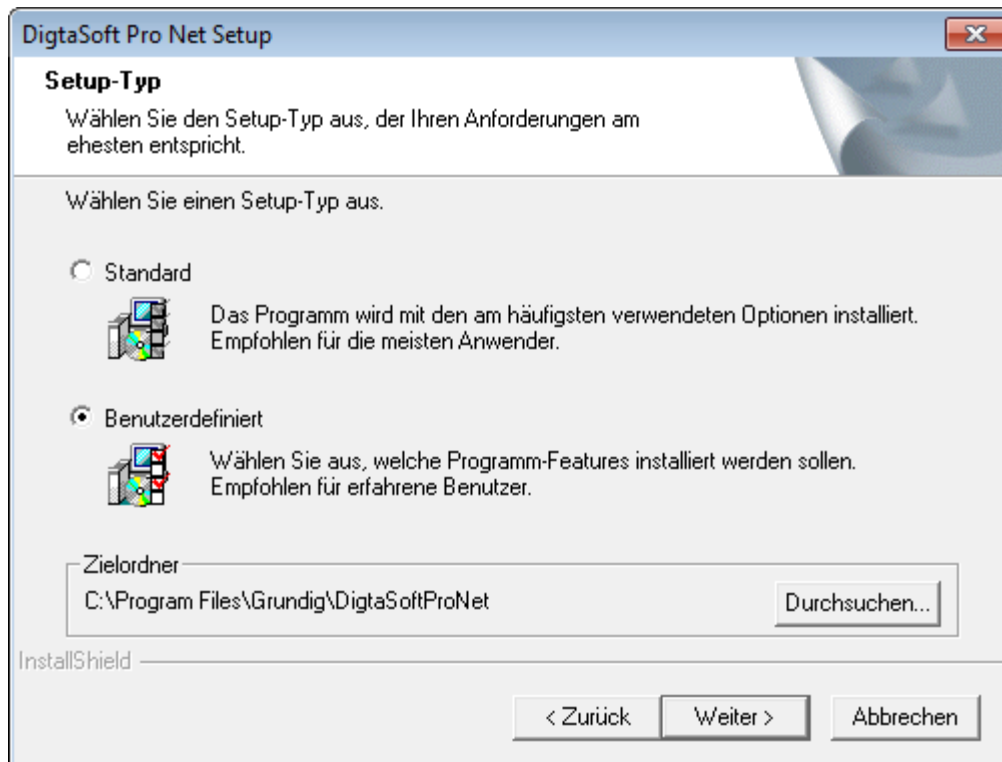 DigtaSoft Pro Net Setup
Setup-Typ
Wählen Sie den Setup-Typ aus, der Ihren Anforderungen am
ehesten entspricht.
Wählen Sie einen Setup-Typ aus.
Standard
Das Programm wird mit den am häufigsten verwendeten Optionen installiert.
Empfohlen für die meisten Anwender.
Benutzerdefiniert
Wählen Sie aus, welche Programm-Features installiert werden sollen.
Empfohlen für erfahrene Benutzer.
Zielordner
C:\Program Files\Grundig\DigtaSoftProNet
Durchsuchen...
InstallShield
< Zurück
Weiter >
Abbrechen